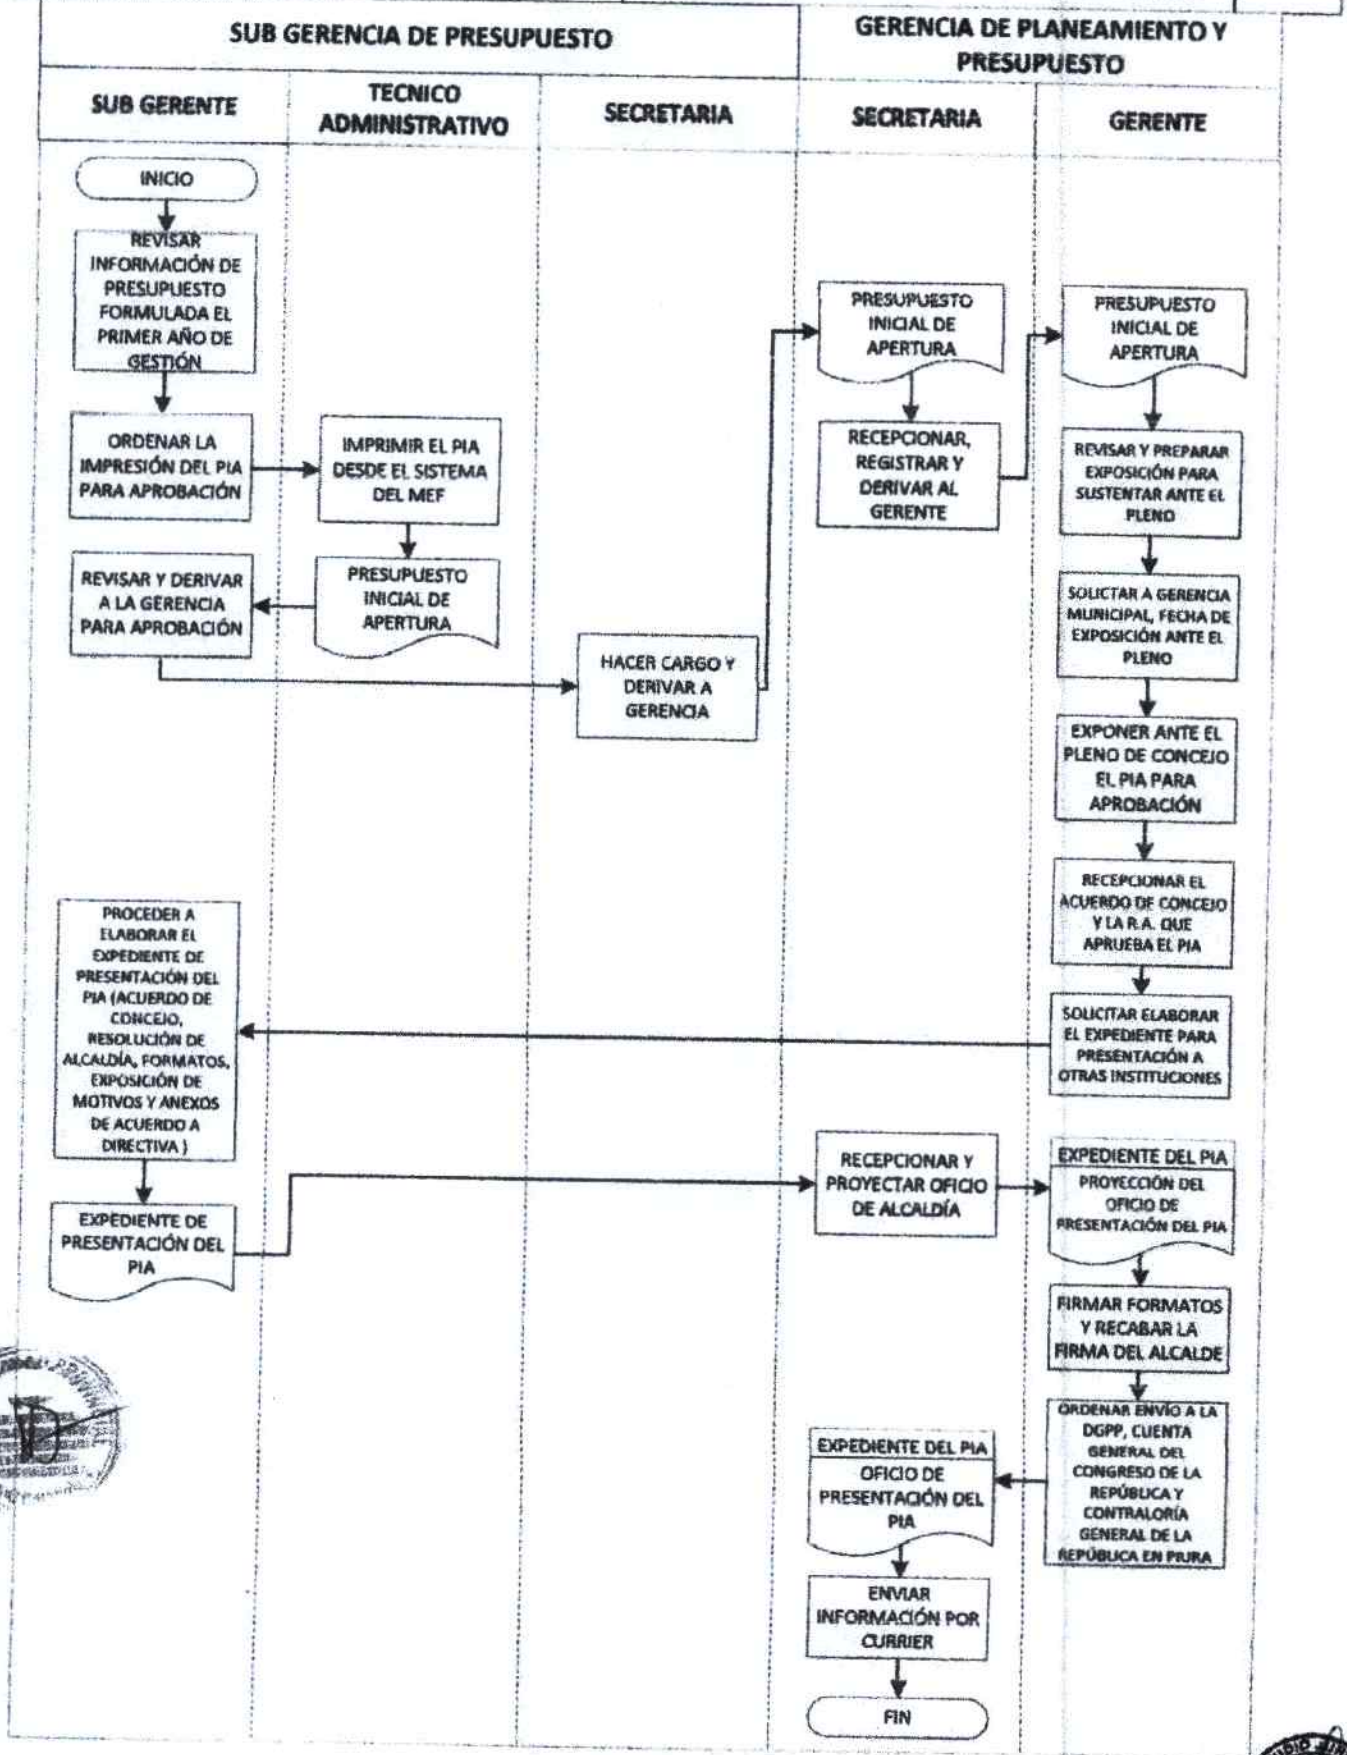 SUB GERENCIA DE PRESUPUESTO
GERENCIA DE PLANEAMIENTO Y
PRESUPUESTO
SUB GERENTE
TECNICO
ADMINISTRATIVO
SECRETARIA
SECRETARIA
GERENTE
INICIO
REVISAR
INFORMACIÓN DE
PRESUPUESTO
FORMULADA EL
PRIMER AÑO DE
GESTIÓN
ORDENAR LA
IMPRESIÓN DEL PIA
PARA APROBACIÓN
IMPRIMIR EL PIA
DESDE EL SISTEMA
DEL MEF
PRESUPUESTO
INICIAL DE
APERTURA
REVISAR Y DERIVAR
A LA GERENCIA
PARA APROBACIÓN
HACER CARGO Y
DERIVAR A
GERENCIA
PRESUPUESTO
INICIAL DE
APERTURA
RECEPCIONAR,
REGISTRAR Y
DERIVAR AL
GERENTE
PRESUPUESTO
INICIAL DE
APERTURA
REVISAR Y PREPARAR
EXPOSICIÓN PARA
SUSTENTAR ANTE EL
PLENO
SOLICTAR A GERENCIA
MUNICIPAL, FECHA DE
EXPOSICIÓN ANTE EL
PLENO
EXPONER ANTE EL
PLENO DE CONCEJO
EL PIA PARA
APROBACIÓN
RECEPCIONAR EL
ACUERDO DE CONCEJO
Y LA R.A. QUE
APRUEBA EL PIA
SOLICITAR ELABORAR
EL EXPEDIENTE PARA
PRESENTACIÓN A
OTRAS INSTITUCIONES
PROCEDER A
ELABORAR EL
EXPEDIENTE DE
PRESENTACIÓN DEL
PIA (ACUERDO DE
CONCEJO,
RESOLUCIÓN DE
ALCALDÍA, FORMATOS,
EXPOSICIÓN DE
MOTIVOS Y ANEXOS
DE ACUERDO A
DIRECTIVA )
EXPEDIENTE DE
PRESENTACIÓN DEL
PIA
RECEPCIONAR Y
PROYECTAR OFICIO
DE ALCALDÍA
EXPEDIENTE DEL PIA
PROYECCIÓN DEL
OFICIO DE
PRESENTACIÓN DEL PIA
FIRMAR FORMATOS
Y RECABAR LA
FIRMA DEL ALCALDE
ORDENAR ENVÍO A LA
DGPP, CUENTA
GENERAL DEL
CONGRESO DE LA
REPÚBLICA Y
CONTRALORÍA
GENERAL DE LA
REPÚBLICA EN PIURA
EXPEDIENTE DEL PIA
OFICIO DE
PRESENTACIÓN DEL
PIA
ENVIAR
INFORMACIÓN POR
CURRIER
FIN